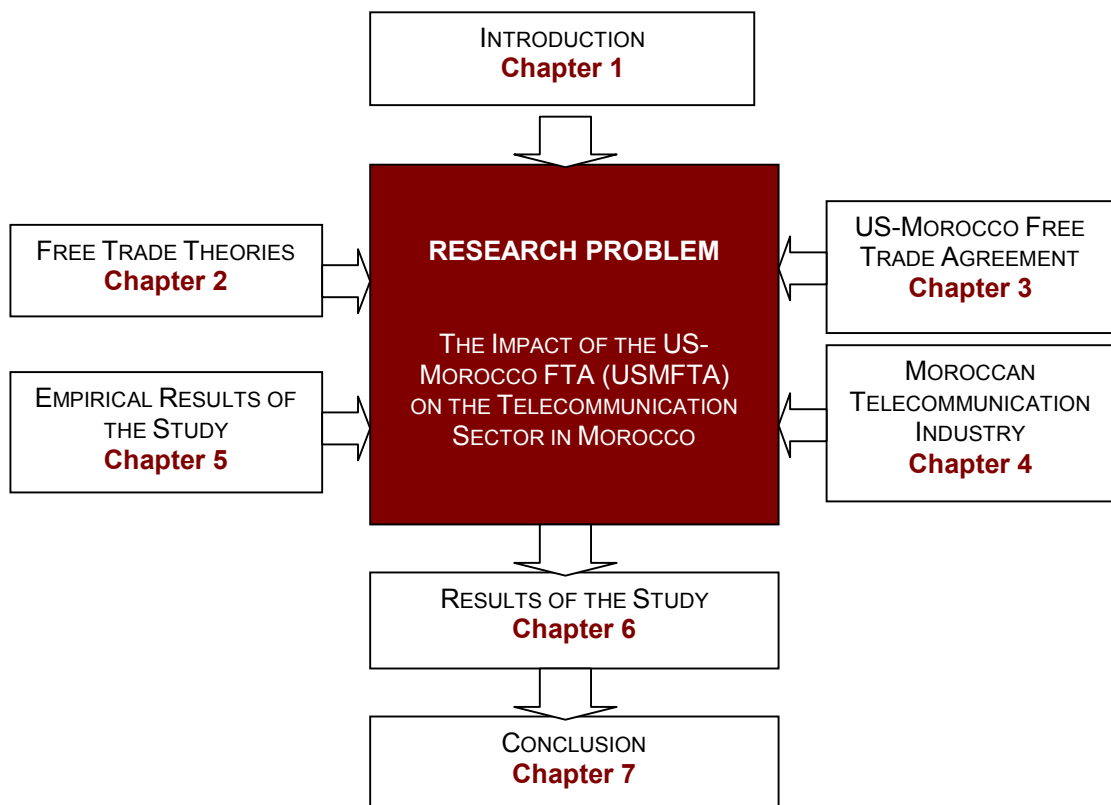 INTRODUCTION
Chapter 1
FREE TRADE THEORIES
Chapter 2
RESEARCH PROBLEM
THE IMPACT OF THE US-
MOROCCO FTA (USMFTA)
ON THE TELECOMMUNICATION
SECTOR IN MOROCCO
US-MOROCCO FREE
TRADE AGREEMENT
Chapter 3
EMPIRICAL RESULTS OF
THE STUDY
Chapter 5
MOROCCAN
TELECOMMUNICATION
INDUSTRY
Chapter 4
RESULTS OF THE STUDY
Chapter 6
CONCLUSION
Chapter 7